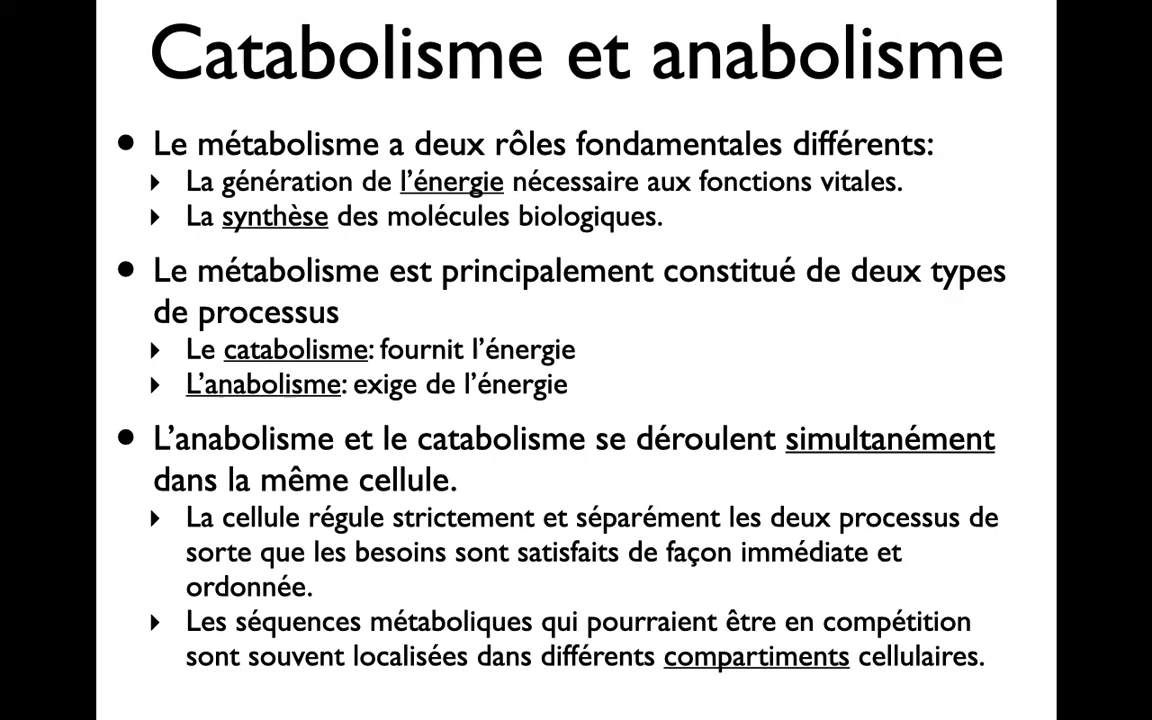 Catabolisme et anabolisme
• Le métabolisme a deux rôles fondamentales différents:
‣ La génération de l’énergie nécessaire aux fonctions vitales.
‣ La synthèse des molécules biologiques.
• Le métabolisme est principalement constitué de deux types
de processus
‣ Le catabolisme: fournit l’énergie
‣ L’anabolisme: exige de l’énergie
• L’anabolisme et le catabolisme se déroulent simultanément
dans la même cellule.
‣ La cellule régule strictement et séparément les deux processus de
sorte que les besoins sont satisfaits de façon immédiate et
ordonnée.
‣ Les séquences métaboliques qui pourraient être en compétition
sont souvent localisées dans différents compartiments cellulaires.